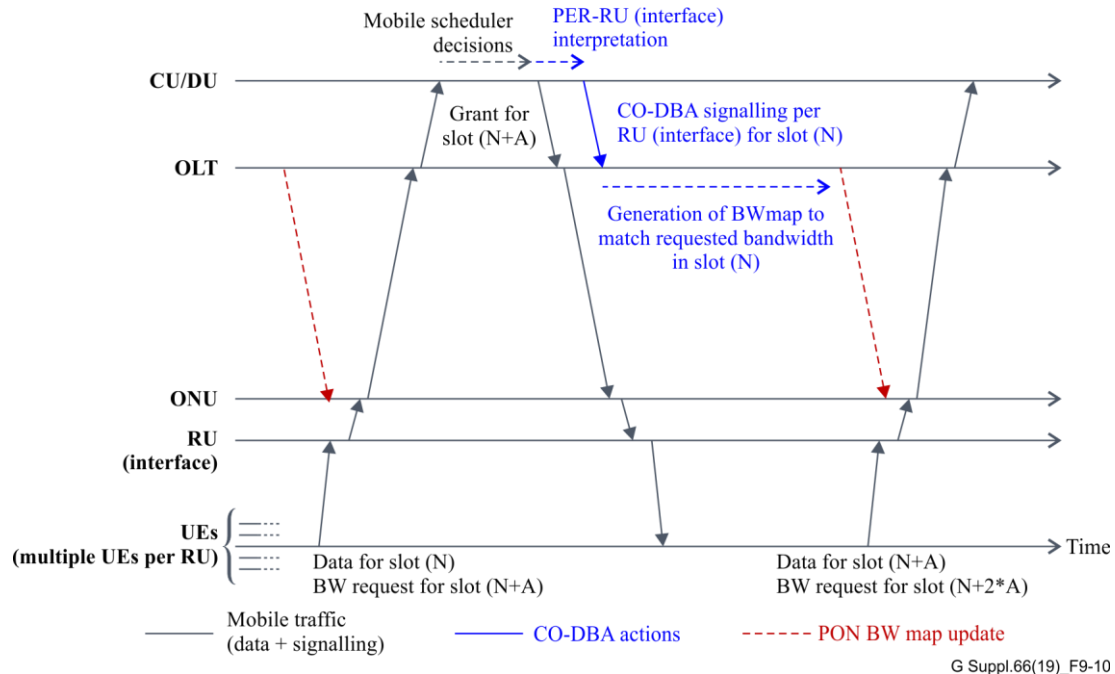 Mobile scheduler
decisions
PER-RU (interface)
interpretation
CU/DU
Grant for
slot (N+A)
CO-DBA signalling per
RU (interface) for slot (N)
OLT
Generation of BWmap to
match requested bandwidth
in slot (N)
ONU
RU
(interface)
UEs
(multiple UEs per RU)
Time
Data for slot (N)
BW request for slot (N+A)
Data for slot (N+A)
BW request for slot (N+2*A)
Mobile traffic
(data + signalling)
CO-DBA actions
PON BW map update
G Suppl.66(19)_F9-10